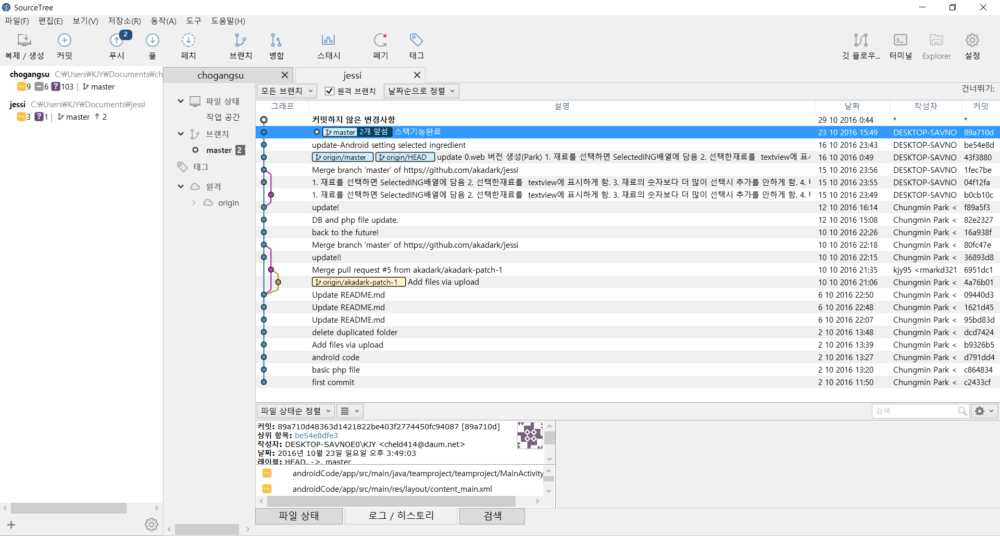 SourceTree
파일(F) 편집(E) 보기(V) 저장소(R) 동작(A) 도구 도움말(H)
2
복제 / 생성 커밋 푸시 풀 페치 브랜치 병합 스태시 폐기 태그 깃 플로우... 터미널 Explorer 설정
chogangsu C:₩Users₩KJY₩Documents₩ch
9 6 ? 103 | master
jessi C:₩Users₩KJY₩Documents₩jessi
3 ? 1 | master ↑ 2
chogangsu
jessi
파일 상태
작업 공간
브랜치
master 2
태그
원격
origin
모든 브랜치 원격 브랜치 날짜순으로 정렬 건너뛰기:
그래프 설명 날짜 작성자 커밋
커밋하지 않은 변경사항 29 10 2016 0:44 * *
master 2개 앞섬 스택기능완료 23 10 2016 15:49 DESKTOP-SAVNO 89a710d
update-Android setting selected ingredient 16 10 2016 23:43 DESKTOP-SAVNO be54e8d
origin/master origin/HEAD update 0.web 버전 생성(Park) 1. 재료를 선택하면 SelectedING배열에 담음 2. 선택한재료를 textview에 표시 16 10 2016 0:49 DESKTOP-SAVNO 43f3880
Merge branch 'master' of https://github.com/akadark/jessi 15 10 2016 23:56 DESKTOP-SAVNO 1fec7be
1. 재료를 선택하면 SelectedING배열에 담음 2. 선택한재료를 textview에 표시하게 함. 3. 재료의 숫자보다 더 많이 선택시 추가를 안하게 함. 4. 15 10 2016 23:55 DESKTOP-SAVNO 04f12fa
1. 재료를 선택하면 SelectedING배열에 담음 2. 선택한재료를 textview에 표시하게 함. 3. 재료의 숫자보다 더 많이 선택시 추가를 안하게 함. 4. 15 10 2016 23:49 DESKTOP-SAVNO b0cb10c
update! 12 10 2016 16:14 Chungmin Park < f89a5f3
DB and php file update. 12 10 2016 15:08 Chungmin Park < 82e2327
back to the future! 10 10 2016 22:26 Chungmin Park < 16a938f
Merge branch 'master' of https://github.com/akadark/jessi 10 10 2016 22:18 Chungmin Park < 80fc47e
update!! 10 10 2016 22:15 Chungmin Park < 36893d8
Merge pull request #5 from akadark/akadark-patch-1 10 10 2016 21:35 kjy95 <rmarkd321 6951dc1
origin/akadark-patch-1 Add files via upload 10 10 2016 21:06 Chungmin Park < 4a76b01
Update README.md 6 10 2016 22:50 Chungmin Park < 09440d3
Update README.md 6 10 2016 22:48 Chungmin Park < 1621d45
Update README.md 6 10 2016 22:07 Chungmin Park < 95bd83d
delete duplicated folder 2 10 2016 13:48 Chungmin Park < dcd7424
Add files via upload 2 10 2016 13:39 Chungmin Park < b9326b5
android code 2 10 2016 13:27 Chungmin Park < d791dd4
basic php file 2 10 2016 13:20 Chungmin Park < c864834
first commit 2 10 2016 11:50 Chungmin Park < c2433cf
파일 상태순 정렬 검색
커밋: 89a710d48363d1421822be403f2774450fc94087 [89a710d]
상위 항목: be54e8dfe3
작성자: DESKTOP-SAVNOE0\KJY <cheld414@daum.net>
날짜: 2016년 10월 23일 일요일 오후 3:49:03
레이블: HEAD, ->, master
androidCode/app/src/main/java/teamproject/teamproject/MainActivity
androidCode/app/src/main/res/layout/content_main.xml
파일 상태 로그 / 히스토리 검색